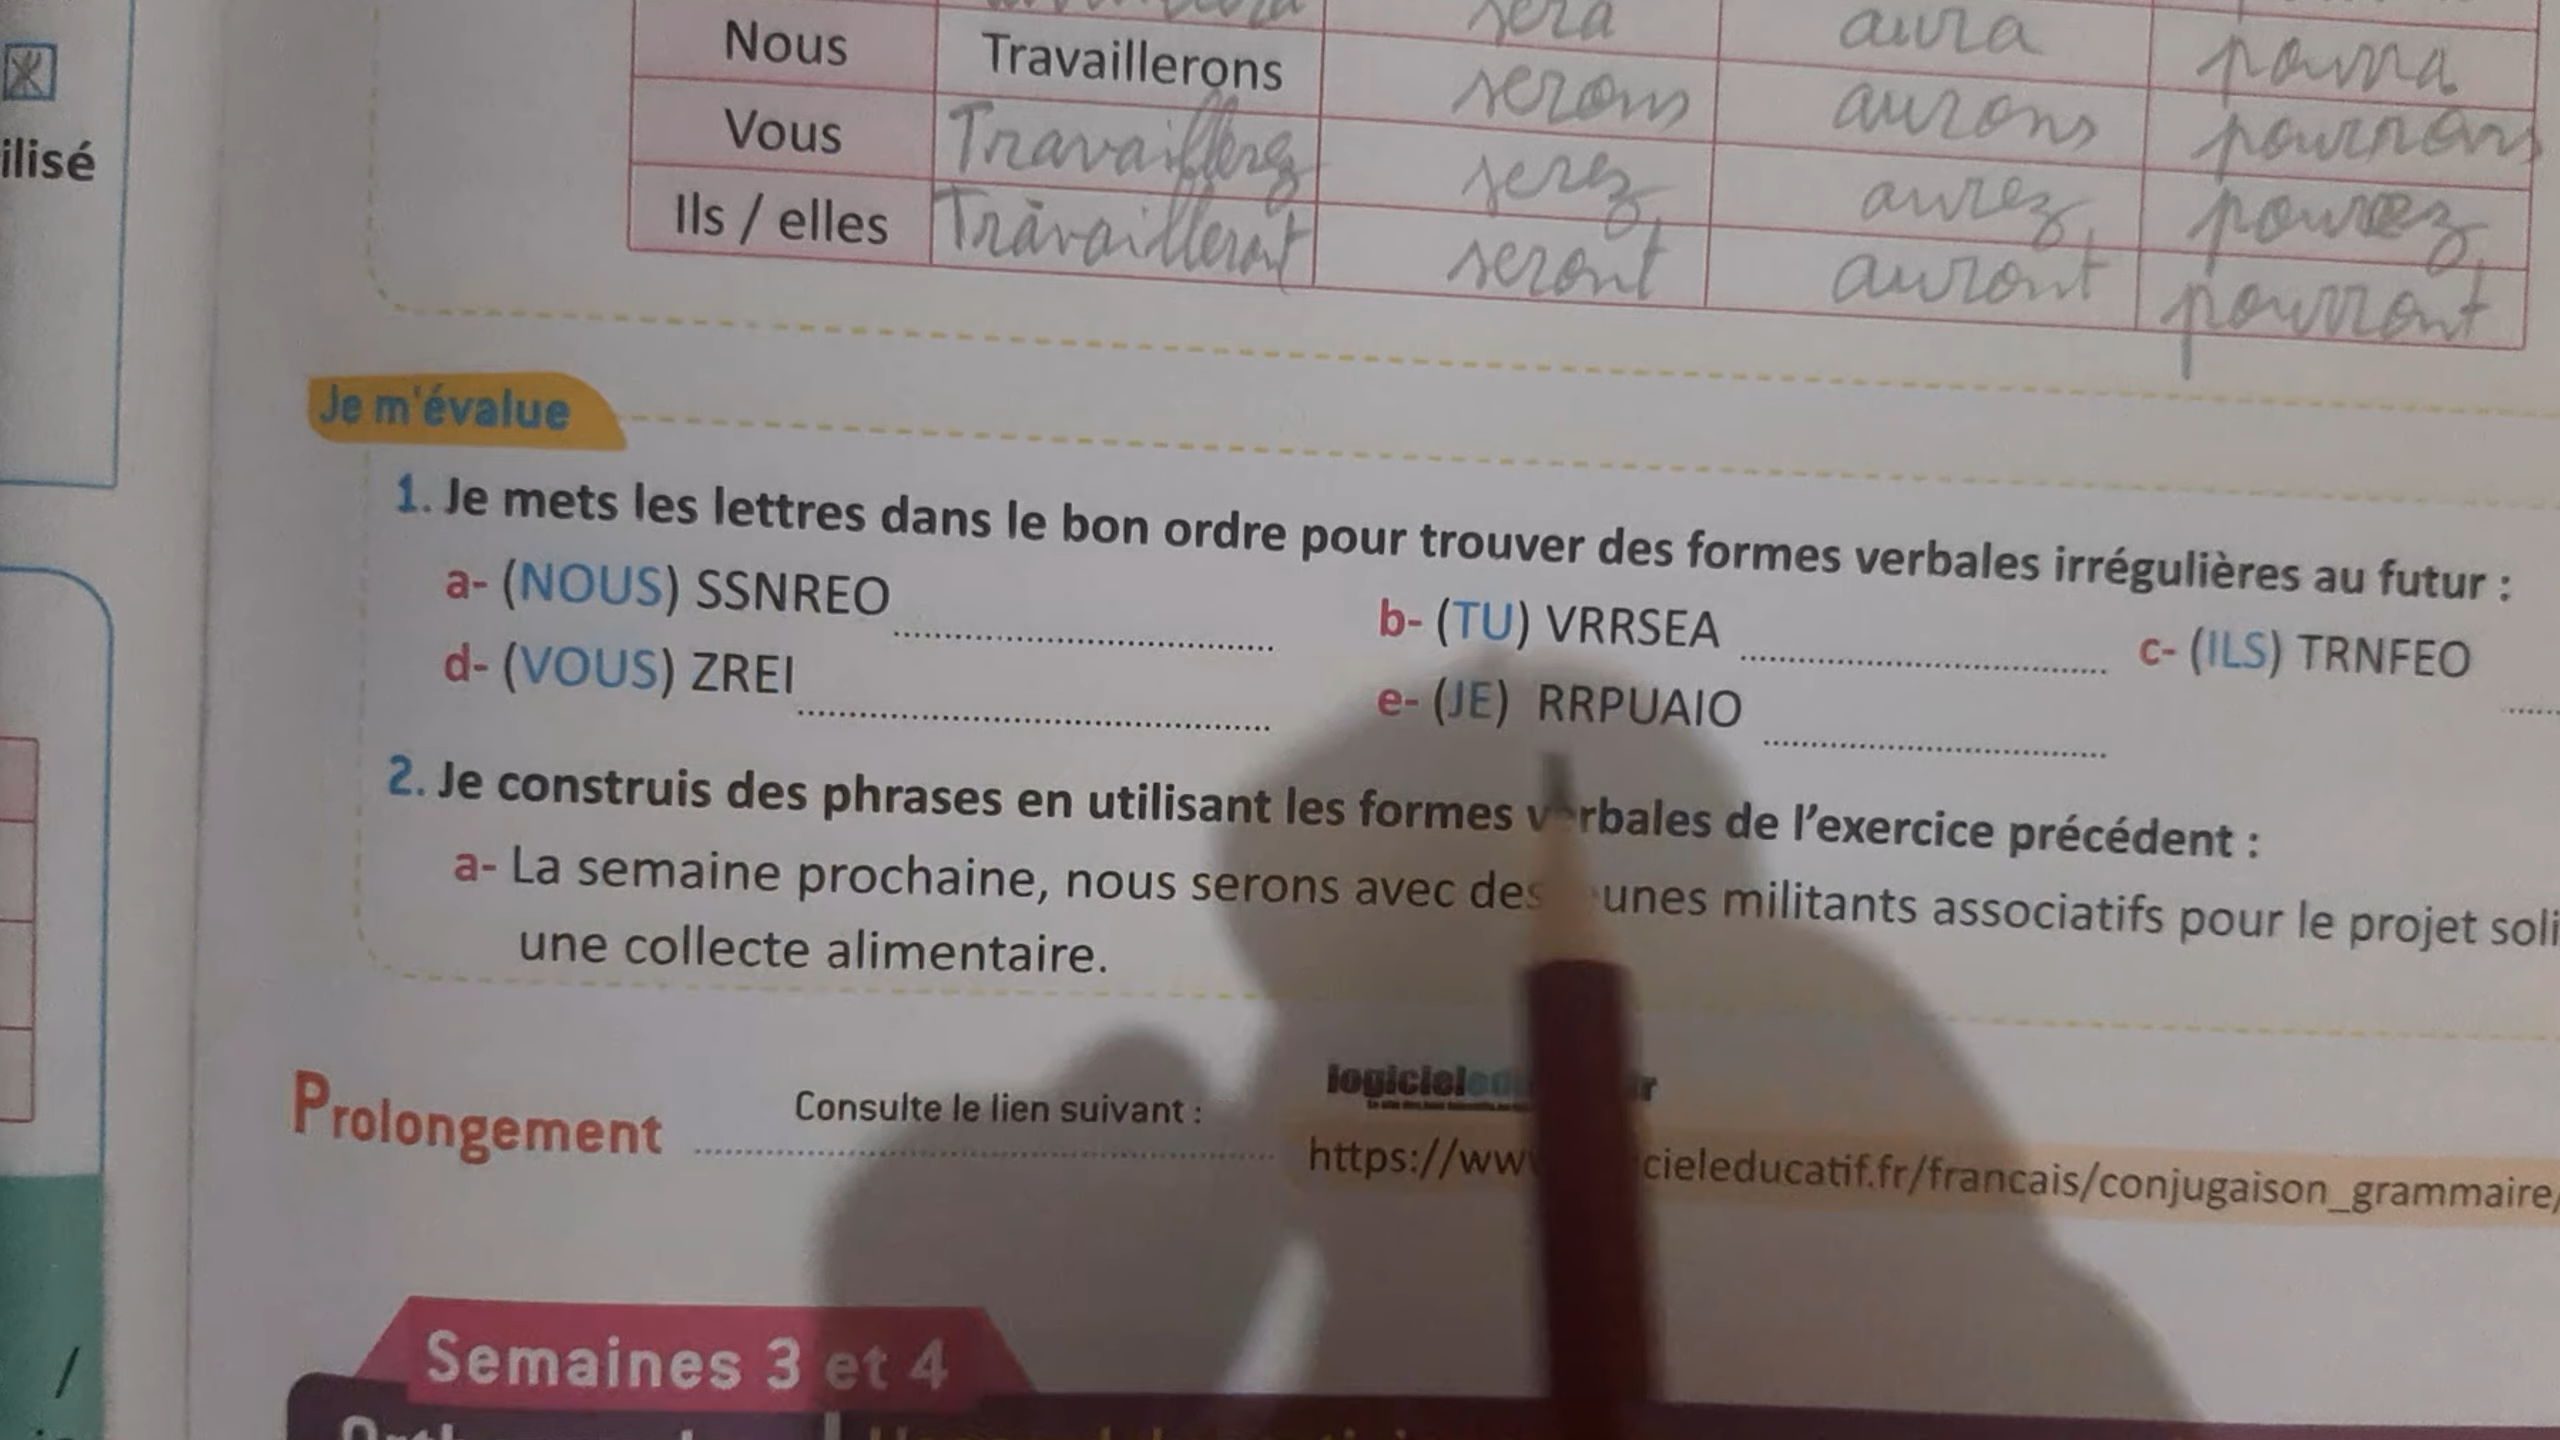 sera aura
Nous Travaillerons serons aurons pourra
Vous Travaillerez serez aurez pourrons
Ils / elles Travailleront seront auront pourrez
pourront
ilisé
Je m'évalue
1. Je mets les lettres dans le bon ordre pour trouver des formes verbales irrégulières au futur :
a- (NOUS) SSNREO b- (TU) VRRSEA c- (ILS) TRNFEO
d- (VOUS) ZREI e- (JE) RRPUAIO
2. Je construis des phrases en utilisant les formes v rbales de l'exercice précédent :
a- La semaine prochaine, nous serons avec des unes militants associatifs pour le projet soli
une collecte alimentaire.
Prolongement Consulte le lien suivant : logiciel
https://ww cieleducatif.fr/francais/conjugaison_grammaire/
Semaines 3 et 4